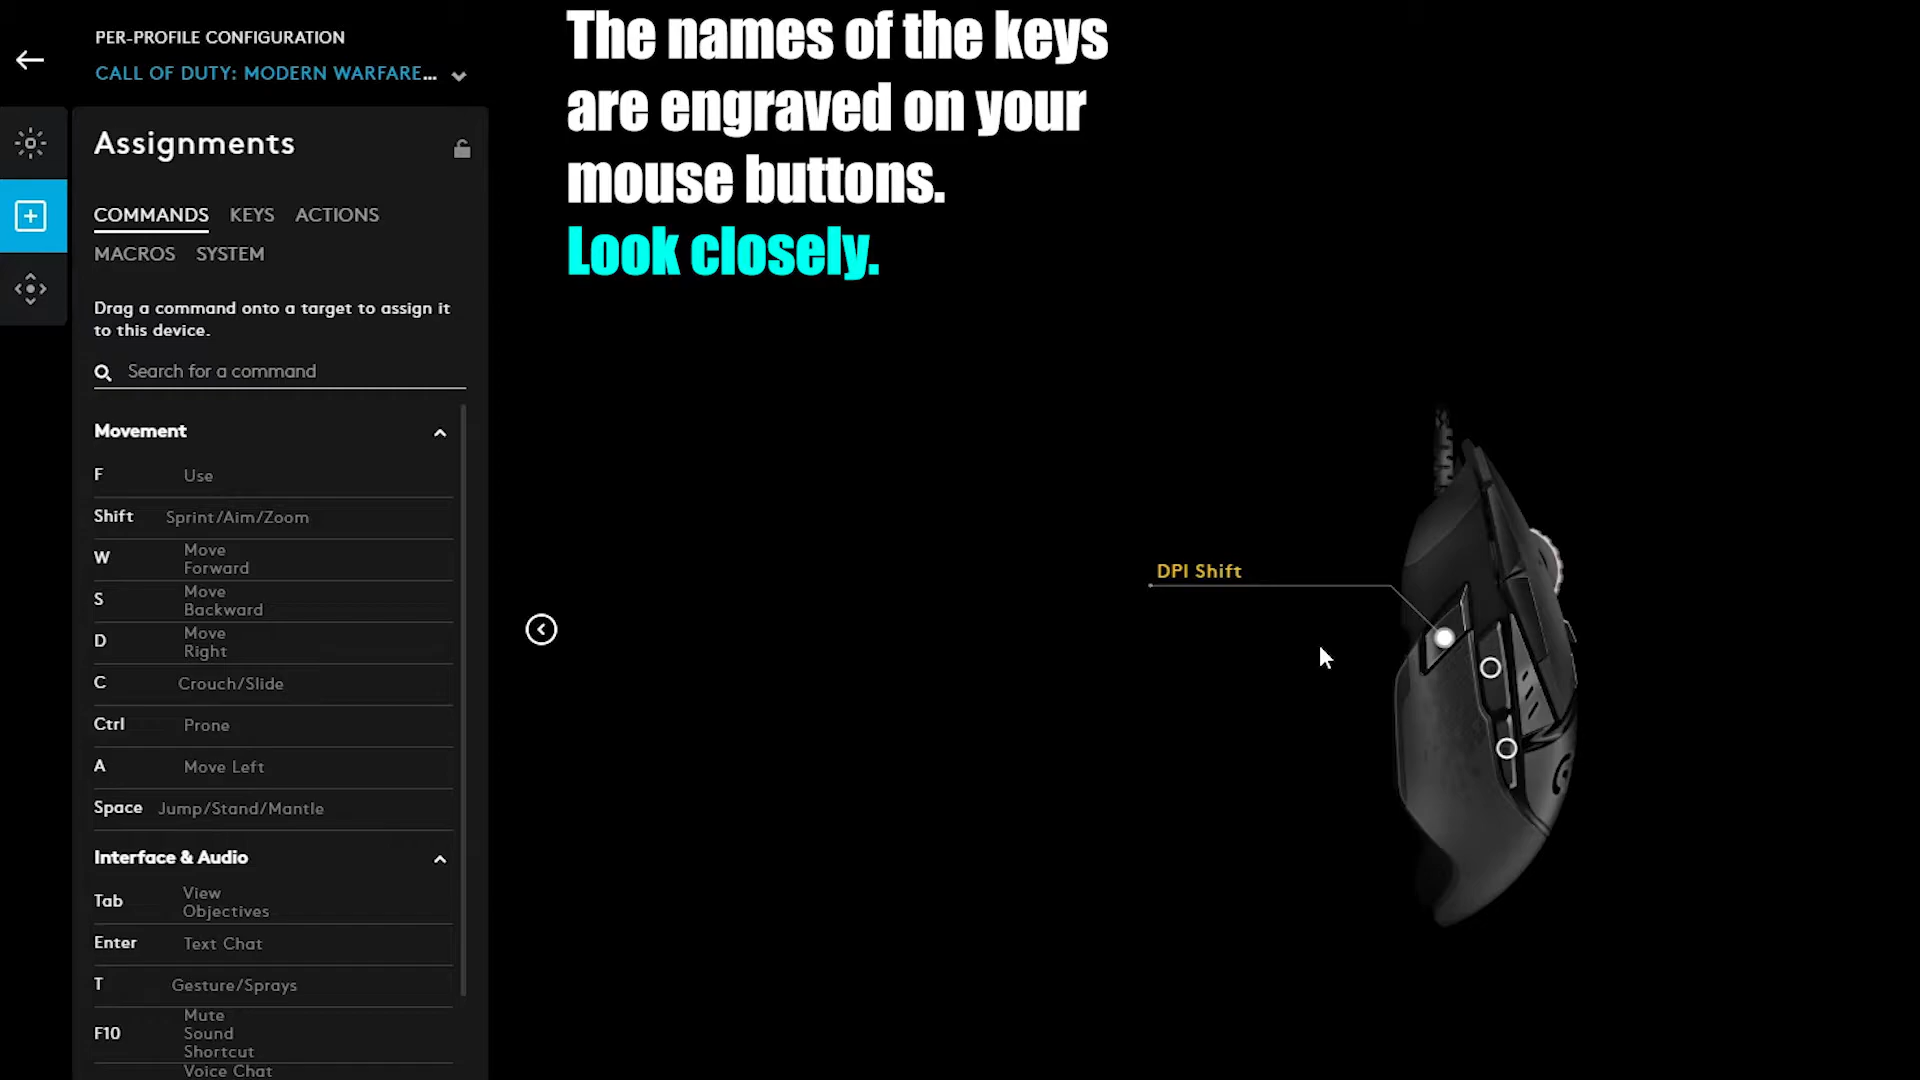 PER-PROFILE CONFIGURATION
CALL OF DUTY: MODERN WARFARE...
Assignments
COMMANDS KEYS ACTIONS
MACROS SYSTEM
Drag a command onto a target to assign it
to this device.
Search for a command
Movement
F Use
Shift Sprint/Aim/Zoom
W Move
Forward
S Move
Backward
D Move
Right
C Crouch/Slide
Ctrl Prone
A Move Left
Space Jump/Stand/Mantle
Interface & Audio
Tab View
Objectives
Enter Text Chat
T Gesture/Sprays
F10 Mute
Sound
Shortcut
Voice Chat
The names of the keys
are engraved on your
mouse buttons.
Look closely.
DPI Shift